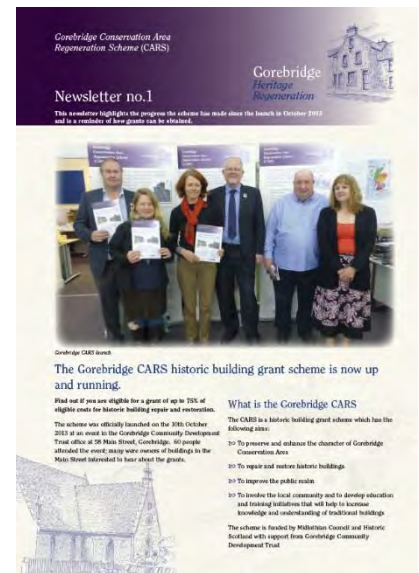 Gorebridge Conservation Area
Regeneration Scheme (CARS)
Gorebridge
Heritage
Regeneration
Newsletter no.1
This newsletter highlights the progress the scheme has made since the launch in October 2013
and is a reminder of how grants can be obtained.
Gorebridge CARS launch
The Gorebridge CARS historic building grant scheme is now up
and running.
Find out if you are eligible for a grant of up to 75% of
eligible costs for historic building repair and restoration.
The scheme was officially launched on the 30th October
2013 at an event in the Gorebridge Community Development
Trust office at 58 Main Street, Gorebridge. 60 people
attended the event; many were owners of buildings in the
Main Street interested to hear about the grants.
What is the Gorebridge CARS
The CARS is a historic building grant scheme which has the
following aims:
>> To preserve and enhance the character of Gorebridge
Conservation Area
>> To repair and restore historic buildings
>> To improve the public realm
>> To involve the local community and to develop education
and training initiatives that will help to increase
knowledge and understanding of traditional buildings
The scheme is funded by Midlothian Council and Historic
Scotland with support from Gorebridge Community
Development Trust